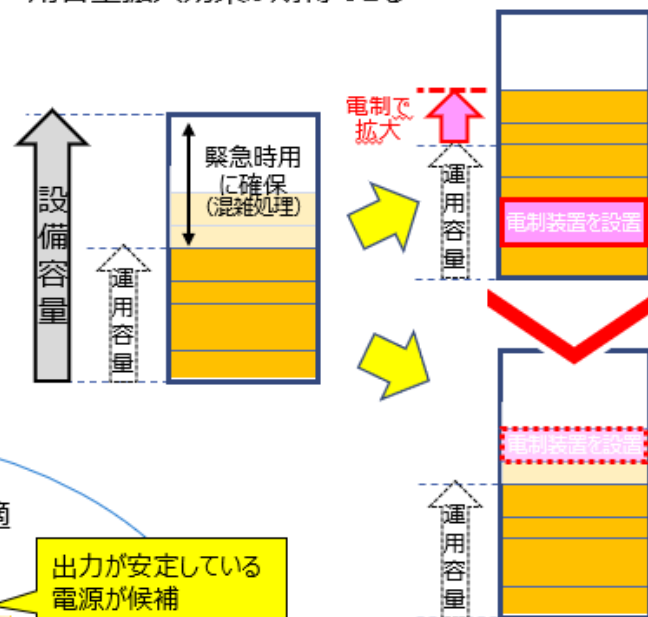 緊急時用
に確保
(混雑処理)
設備容量
運用容量
電制で
拡大
運用容量
電制装置を設置
電制装置を設置
運用容量
出力が安定している
電源が候補